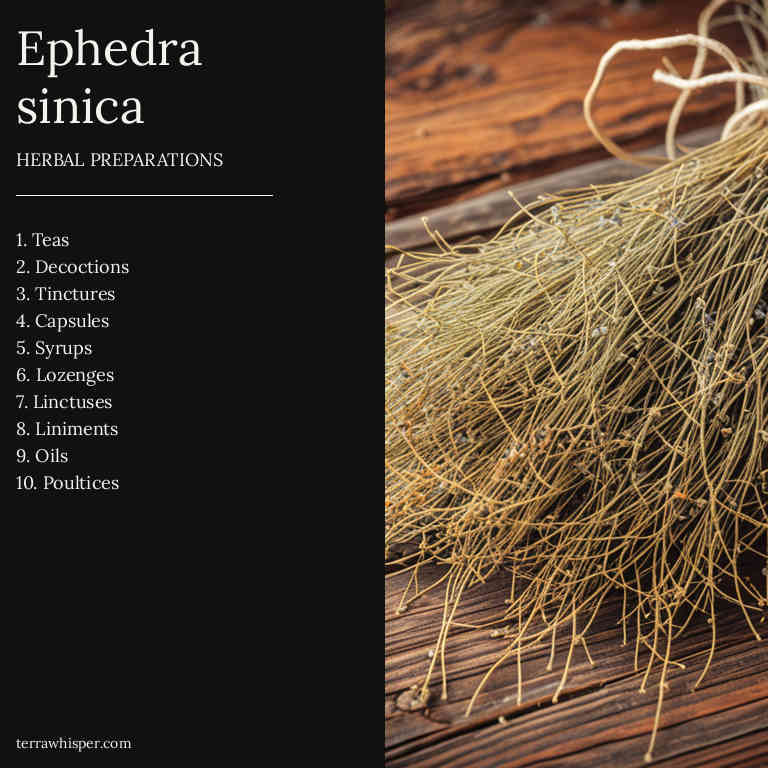 Ephedra
sinica
HERBAL PREPARATIONS
1. Teas
2. Decoctions
3. Tinctures
4. Capsules
5. Syrups
6. Lozenges
7. Linctuses
8. Liniments
9. Oils
10. Poultices
terrawhisper.com